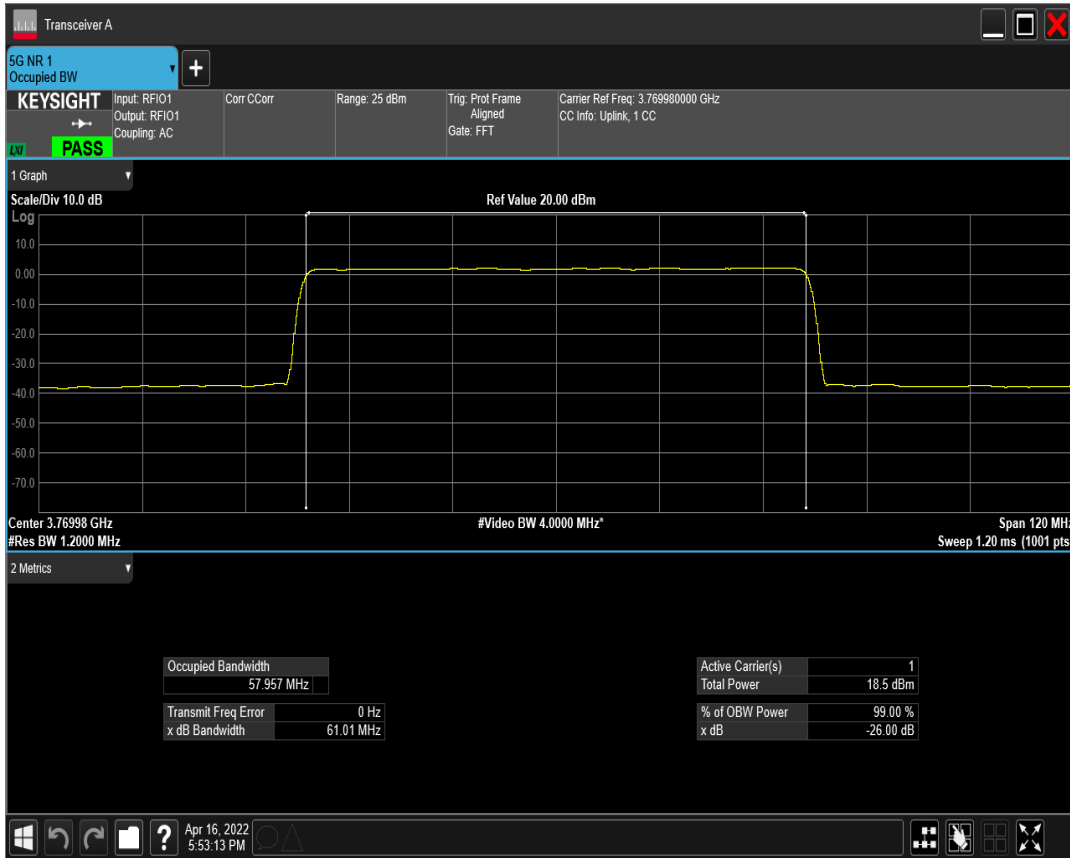 Transceiver A
5G NR 1
Occupied BW
+
KEYSIGHT
LXI
PASS
Input: RFIO1
Output: RFIO1
Coupling: AC
Corr CCorr
Range: 25 dBm
Trig: Prot Frame
Aligned
Gate: FFT
Carrier Ref Freq: 3.769980000 GHz
CC Info: Uplink, 1 CC
1 Graph
Scale/Div 10.0 dB
Ref Value 20.00 dBm
Log
10.0
0.00
-10.0
-20.0
-30.0
-40.0
-50.0
-60.0
-70.0
Center 3.76998 GHz
#Video BW 4.0000 MHz*
Span 120 MHz
#Res BW 1.2000 MHz
Sweep 1.20 ms (1001 pts
2 Metrics
Occupied Bandwidth
57.957 MHz
Transmit Freq Error 0 Hz
x dB Bandwidth 61.01 MHz
Active Carrier(s) 1
Total Power 18.5 dBm
% of OBW Power 99.00 %
x dB -26.00 dB
?
Apr 16, 2022
5:53:13 PM